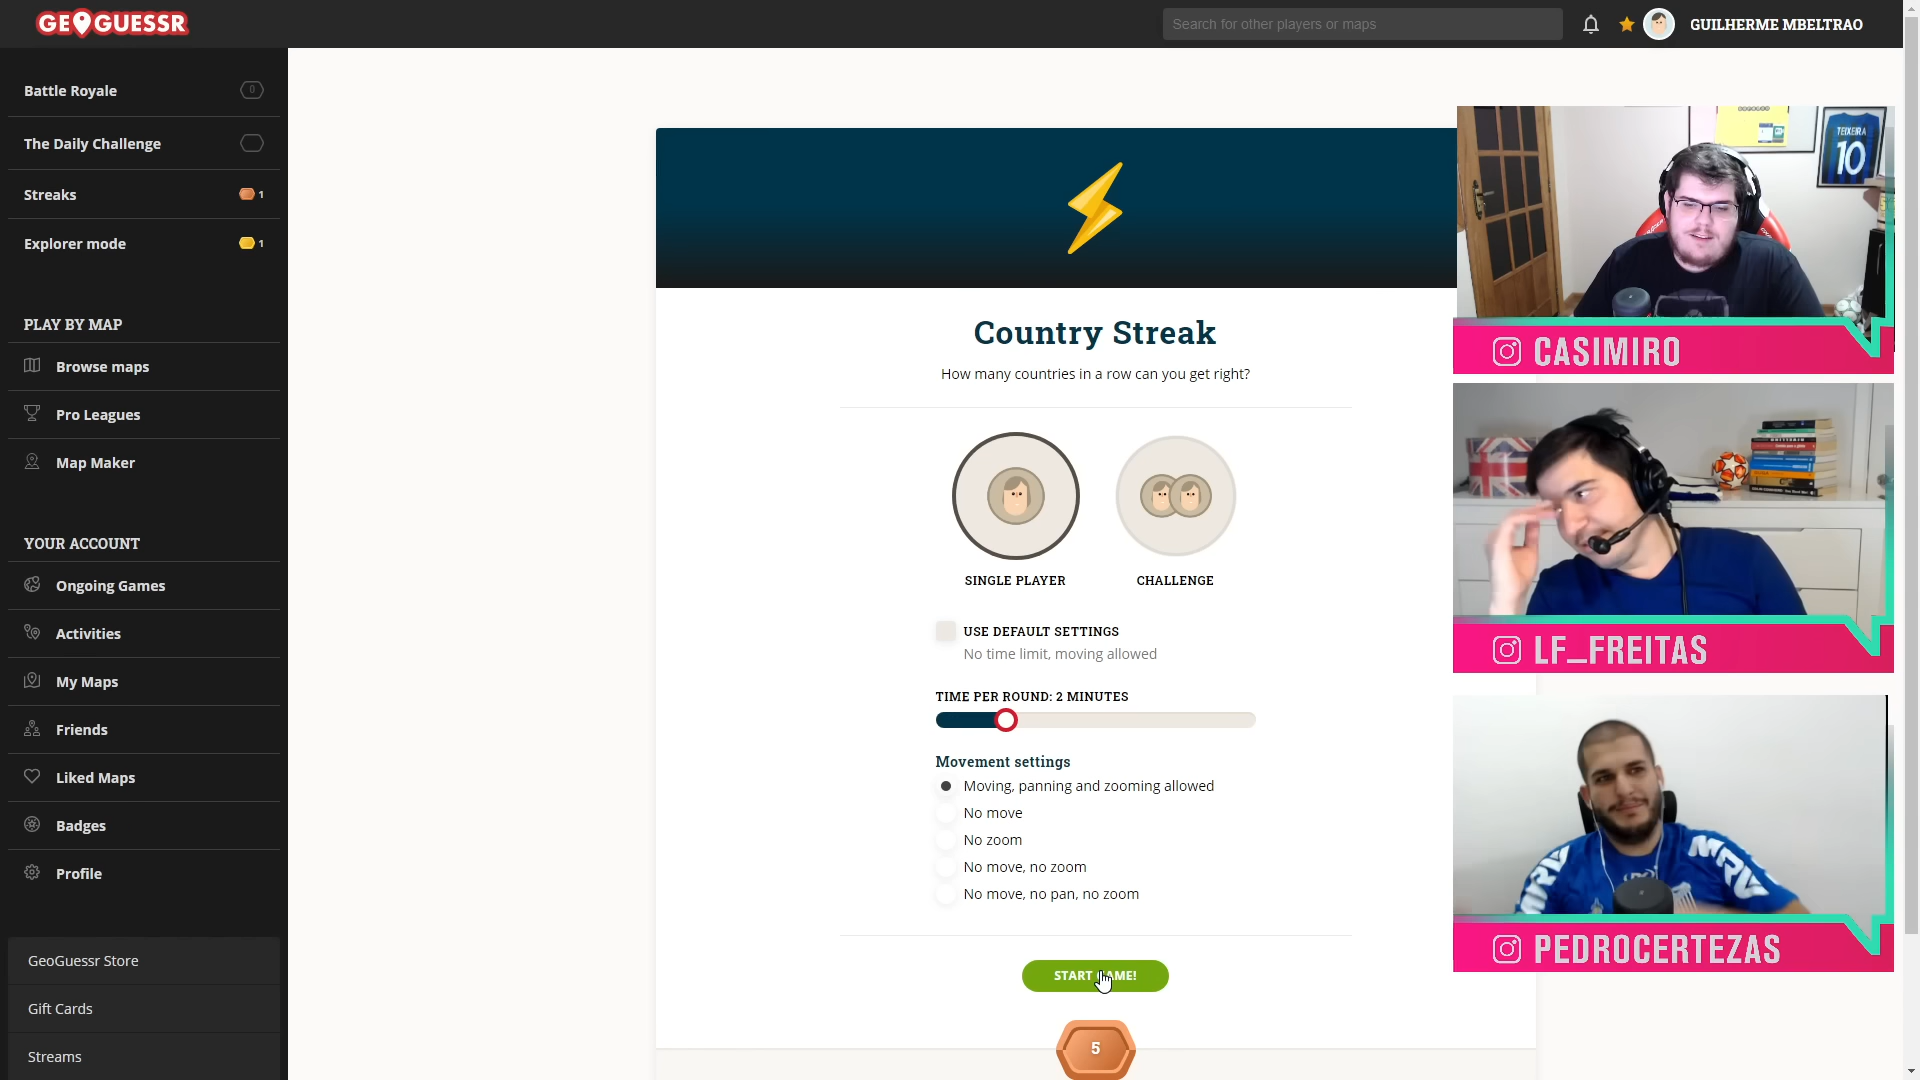 GEOGUESSR
Search for other players or maps
GUILHERME MBELTRAO
Battle Royale
0
The Daily Challenge
Streaks
1
Explorer mode
1
PLAY BY MAP
Browse maps
Pro Leagues
Map Maker
YOUR ACCOUNT
Ongoing Games
Activities
My Maps
Friends
Liked Maps
Badges
Profile
GeoGuessr Store
Gift Cards
Streams
Country Streak
How many countries in a row can you get right?
SINGLE PLAYER
CHALLENGE
USE DEFAULT SETTINGS
No time limit, moving allowed
TIME PER ROUND: 2 MINUTES
Movement settings
Moving, panning and zooming allowed
No move
No zoom
No move, no zoom
No move, no pan, no zoom
START GAME!
5
TEIXEIRA
10
CASIMIRO
LF_FREITAS
MRV
MRV
PEDROCERTEZAS